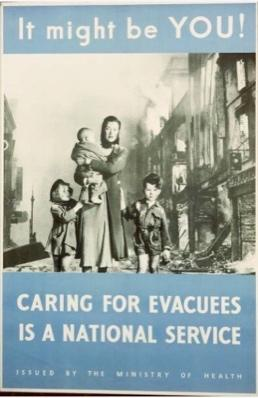 It might be YOU!
CARING FOR EVACUEES
IS A NATIONAL SERVICE
ISSUED BY THE MINISTRY OF HEALTH